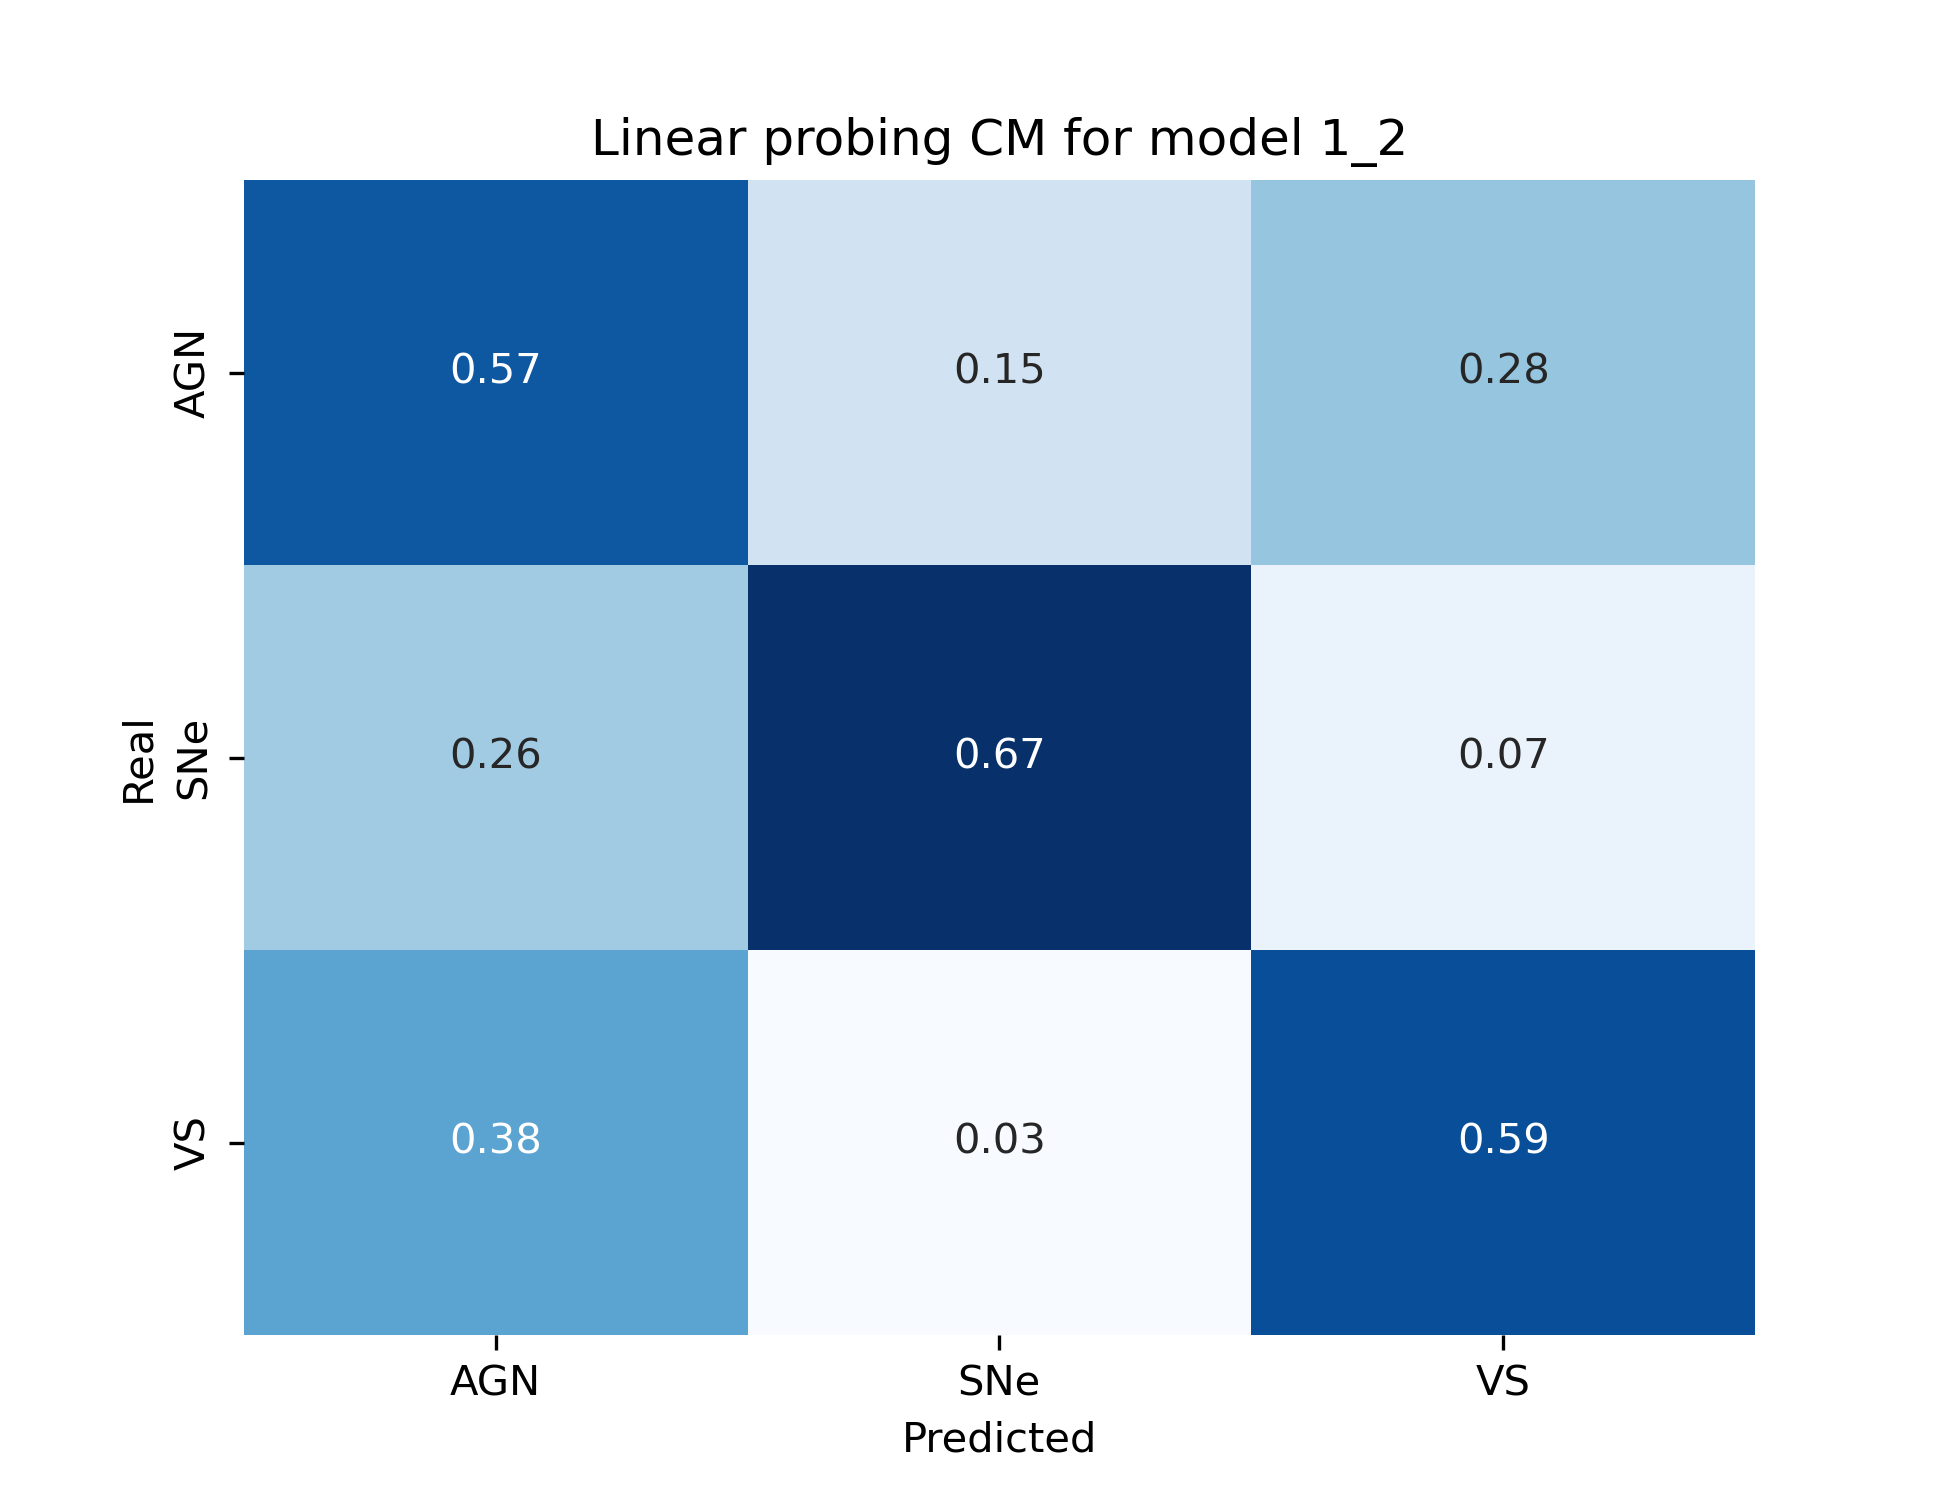 Linear probing CM for model 1_2
Real
AGN
0.57 0.15 0.28
SNe
0.26 0.67 0.07
VS
0.38 0.03 0.59
AGN SNe VS
Predicted